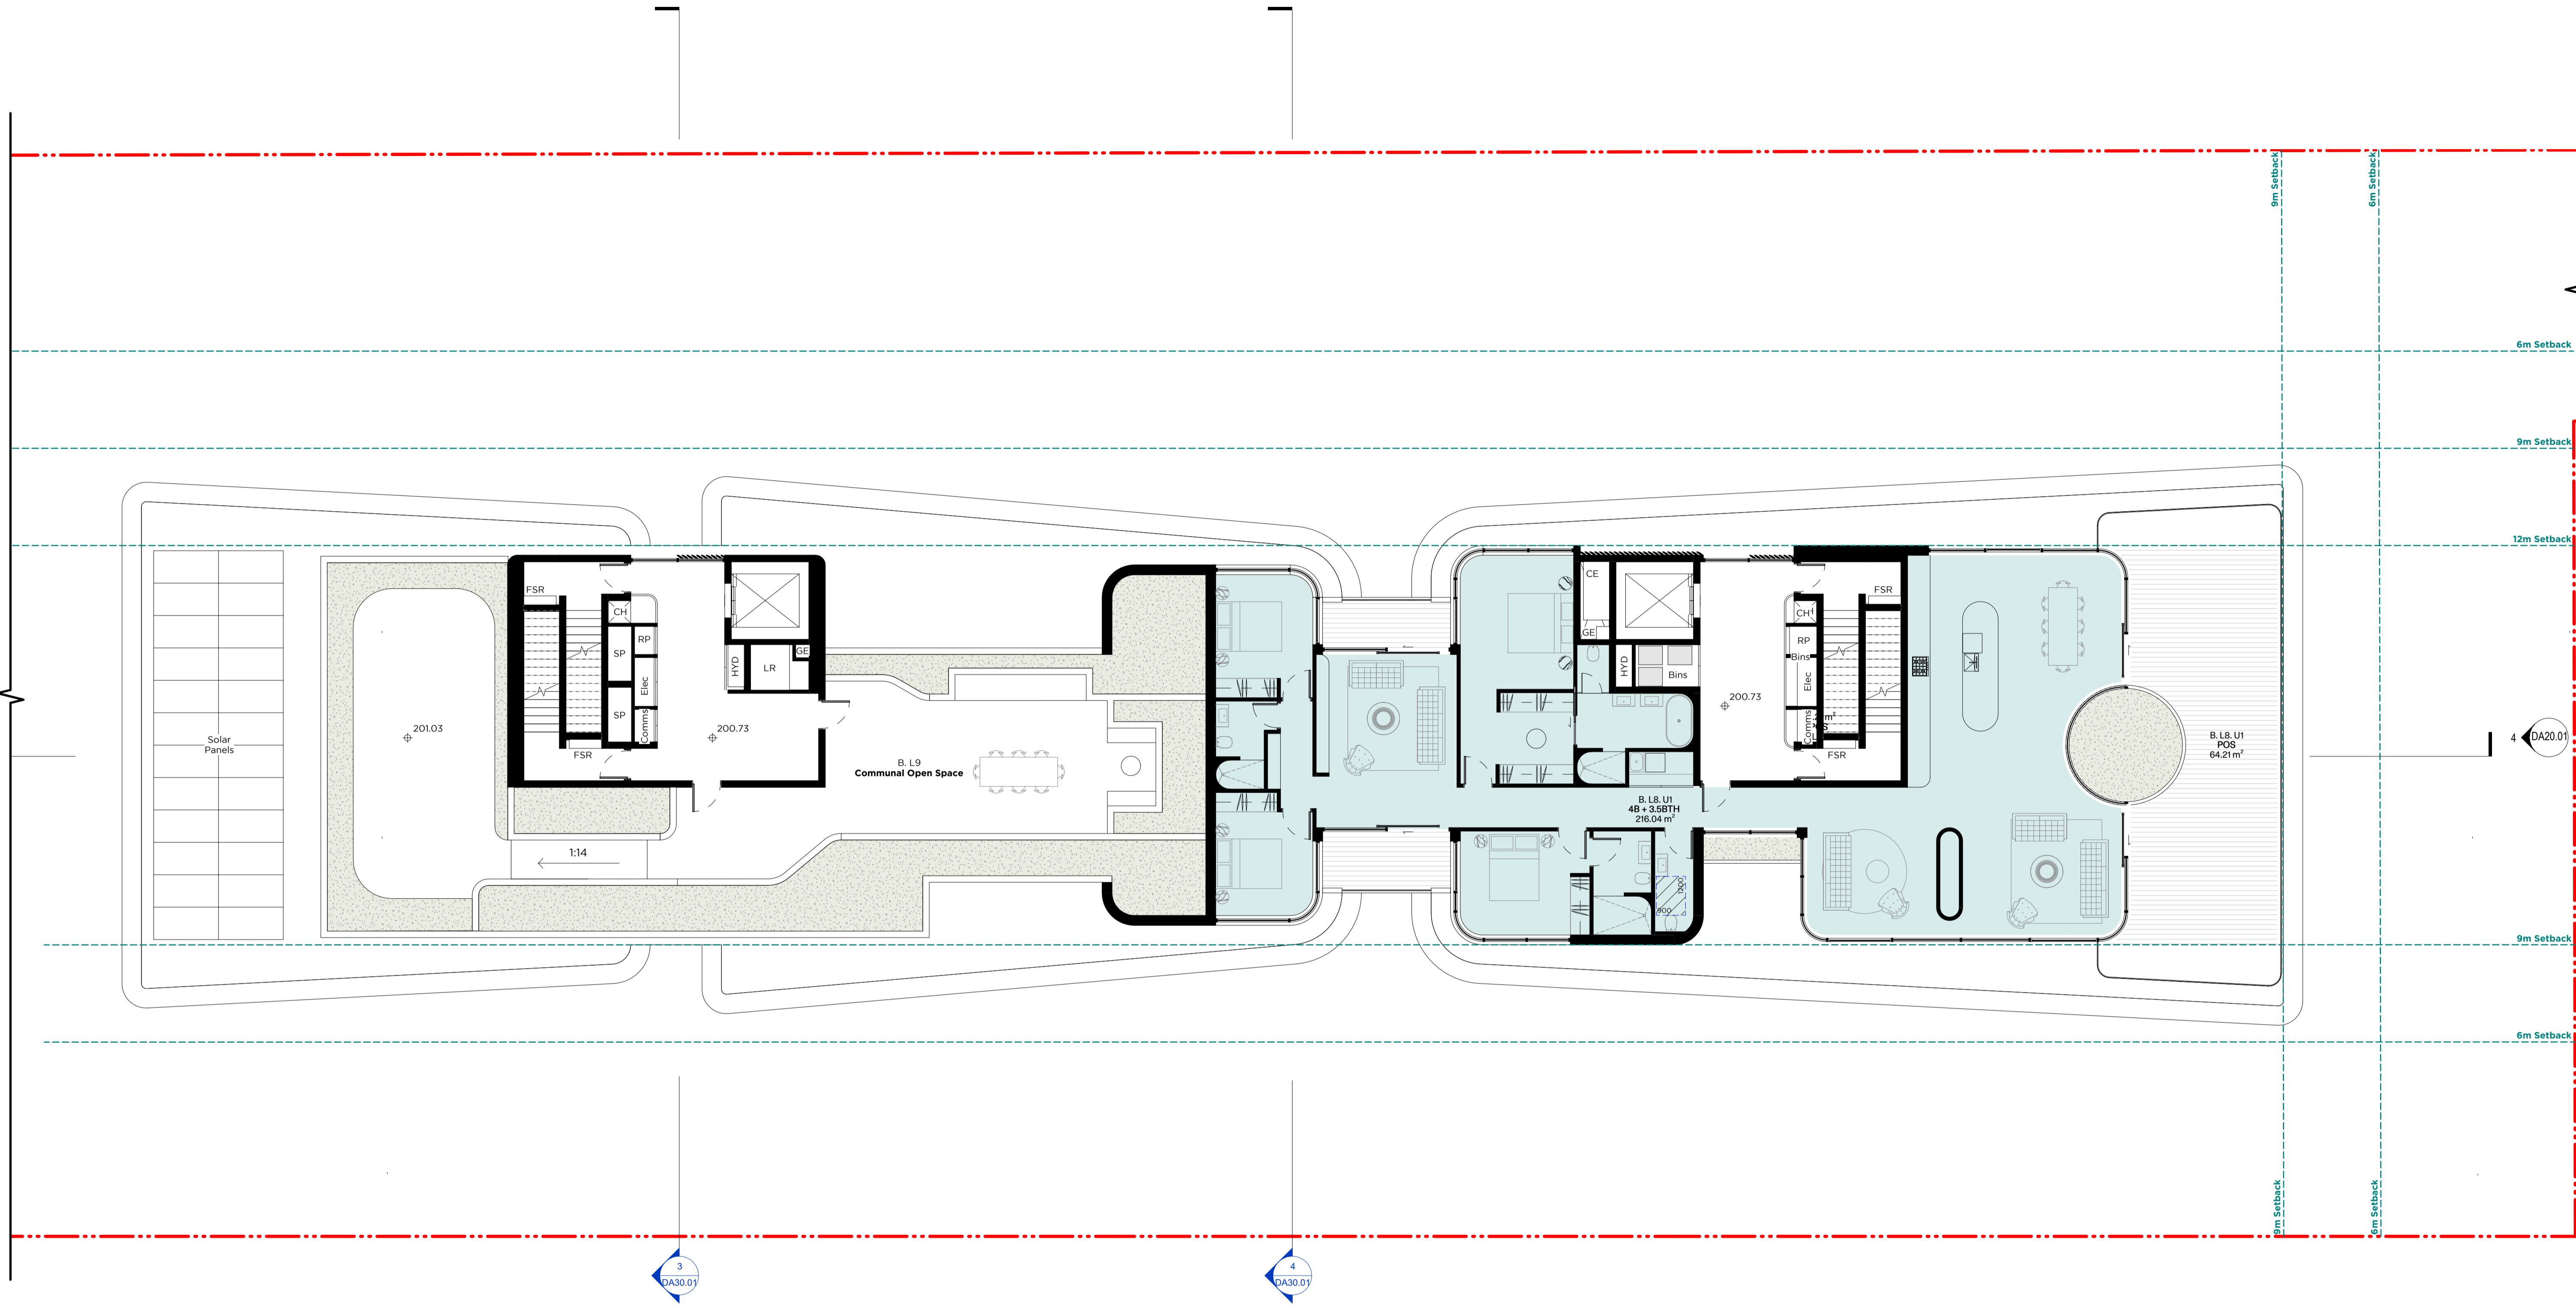 9m Setback
6m Setback
6m Setback
9m Setback
12m Setback
FSR
CH
RP
SP
Elec
SP
Comms
FSR
HYD
LR
GE
201.03
200.73
1:14
Solar
Panels
B. L9
Communal Open Space
CE
GE
HYD
Bins
200.73
FSR
CH
RP
Bins
Elec
Comms
m²
FSR
B. L8. U1
4B + 3.5BTH
216.04 m²
1200
900
B. L8. U1
POS
64.21 m²
4
DA20.01
9m Setback
6m Setback
9m Setback
6m Setback
3
DA30.01
4
DA30.01